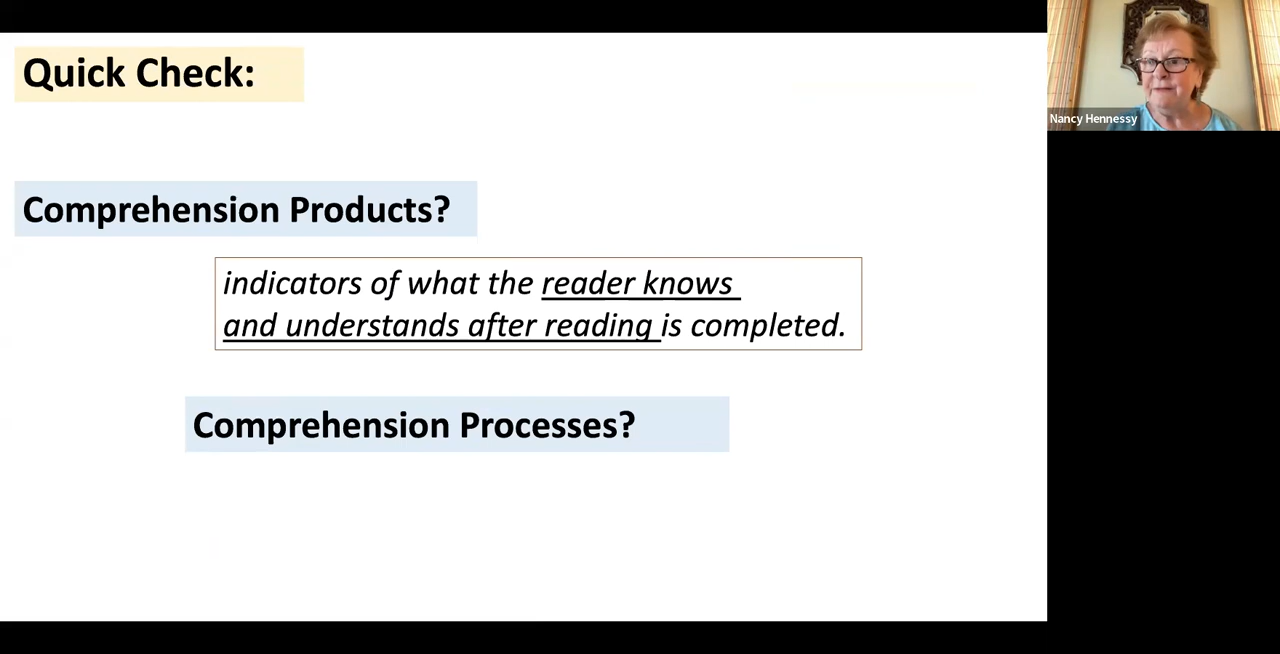 Quick Check:
Nancy Hennessy
Comprehension Products?
indicators of what the reader knows
and understands after reading is completed.
Comprehension Processes?